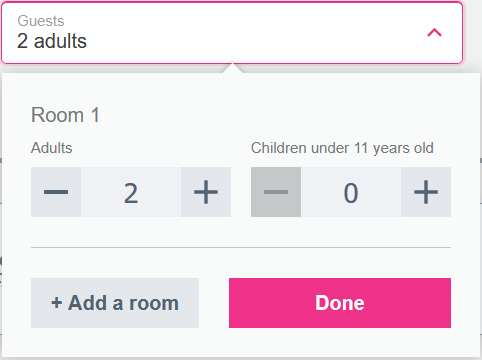 Guests
2 adults
Room 1
Adults
Children under 11 years old
— 2 +
— 0 +
+ Add a room
Done